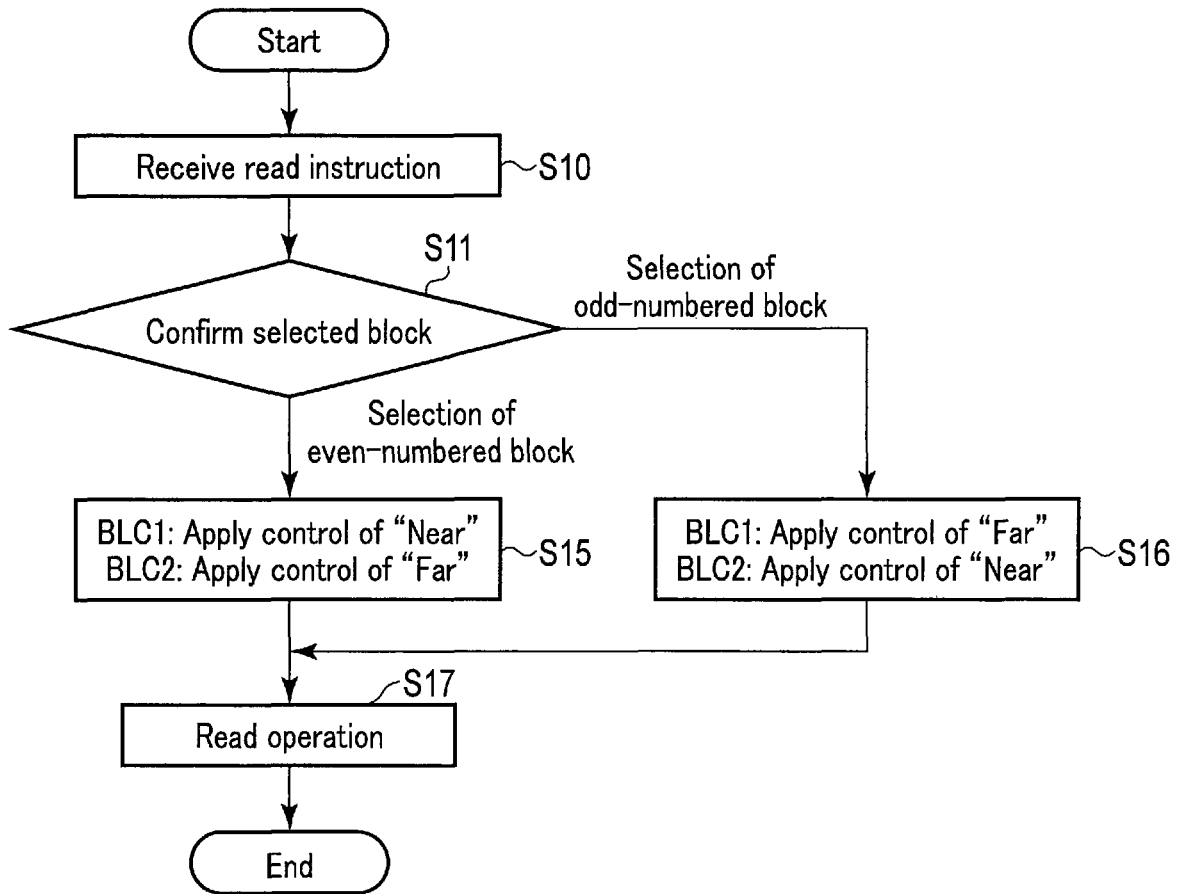 Start
Receive read instruction
S10
S11
Confirm selected block
Selection of
odd-numbered block
Selection of
even-numbered block
BLC1: Apply control of “Near”
BLC2: Apply control of “Far”
S15
BLC1: Apply control of “Far”
BLC2: Apply control of “Near”
S16
S17
Read operation
End